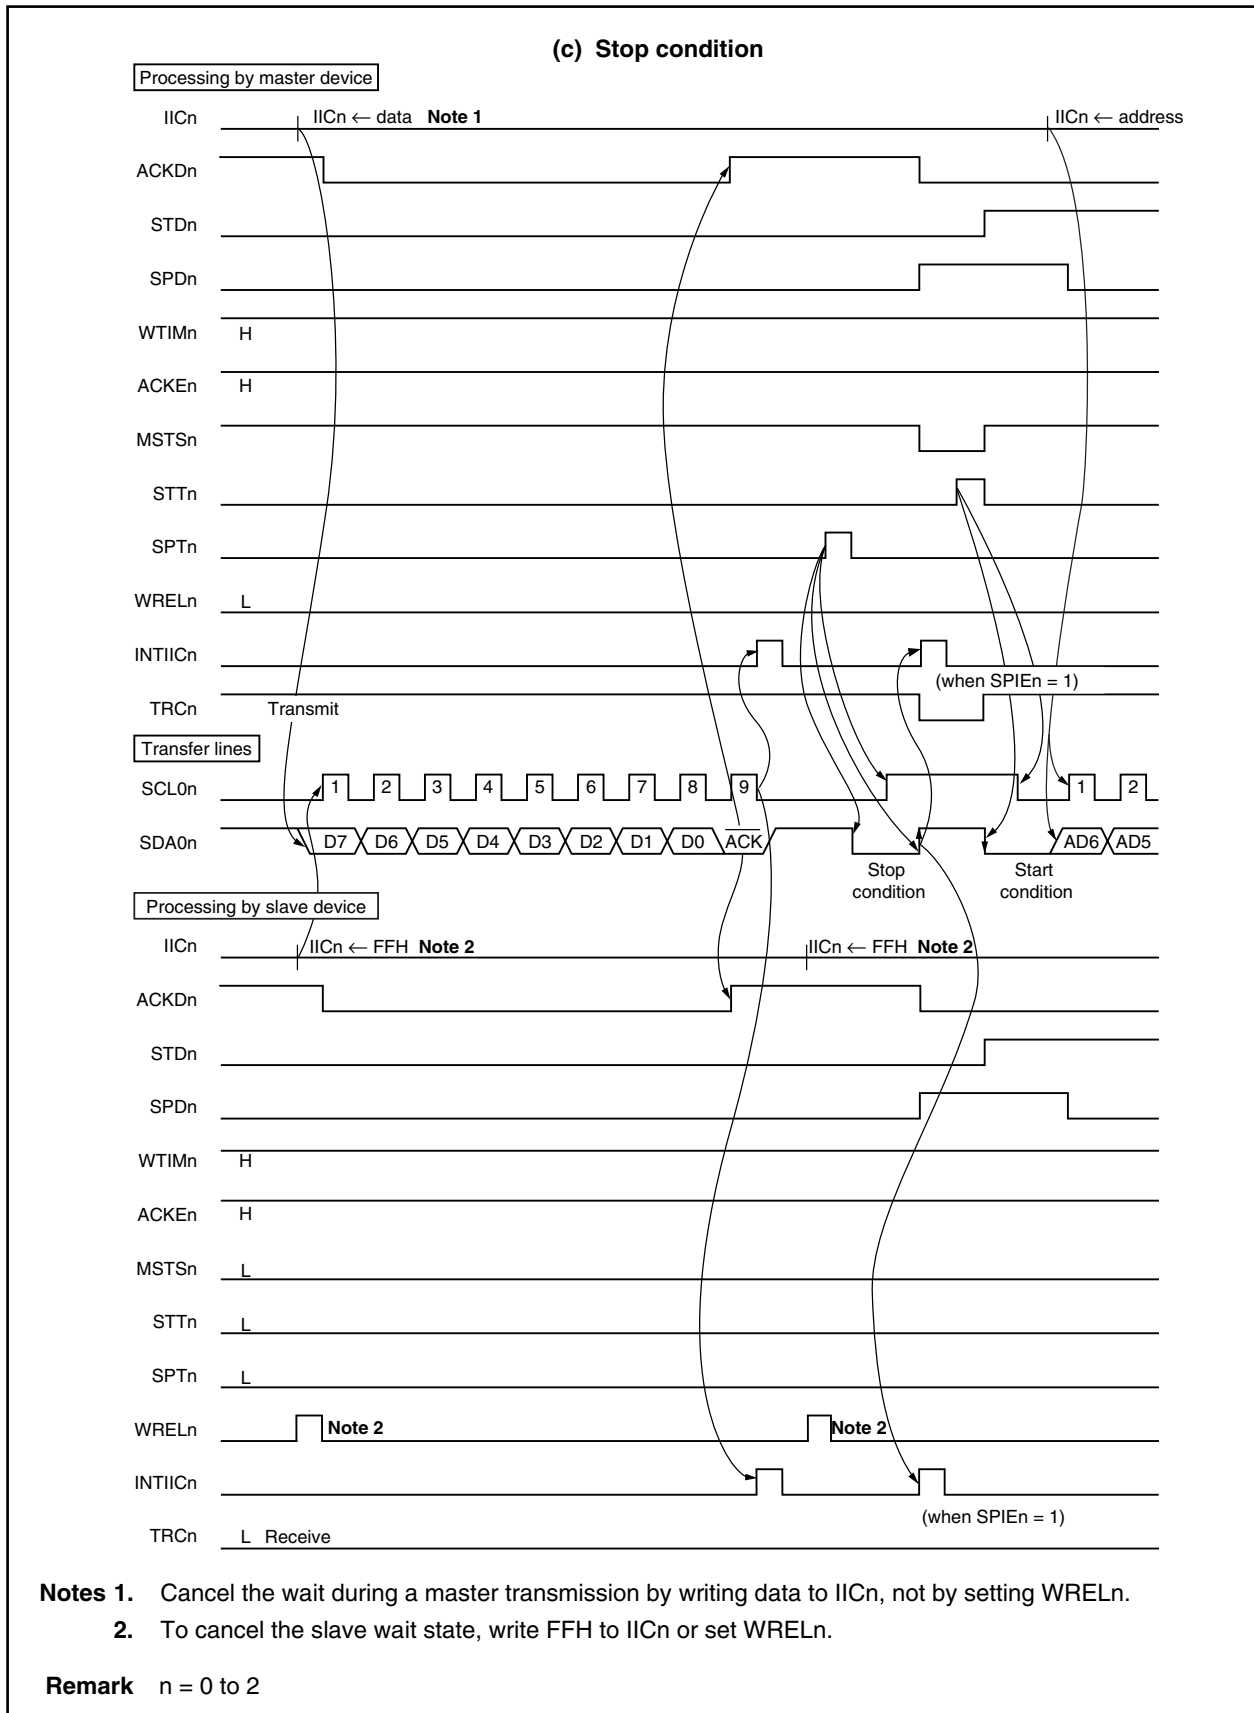 (c) Stop condition
Processing by master device
IICn IICn ← data Note 1 IICn ← address
ACKDn
STDn
SPDn
WTIMn H
ACKEn H
MSTSn
STTn
SPTn
WRELn L
INTIICn
(when SPIEn = 1)
TRCn Transmit
Transfer lines
SCL0n 1 2 3 4 5 6 7 8 9 1 2
SDA0n D7 D6 D5 D4 D3 D2 D1 D0 A̅C̅K̅ AD6 AD5
Stop Start
condition condition
Processing by slave device
IICn IICn ← FFH Note 2 IICn ← FFH Note 2
ACKDn
STDn
SPDn
WTIMn H
ACKEn H
MSTSn L
STTn L
SPTn L
WRELn Note 2 Note 2
INTIICn
(when SPIEn = 1)
TRCn L Receive
Notes 1. Cancel the wait during a master transmission by writing data to IICn, not by setting WRELn.
2. To cancel the slave wait state, write FFH to IICn or set WRELn.
Remark n = 0 to 2